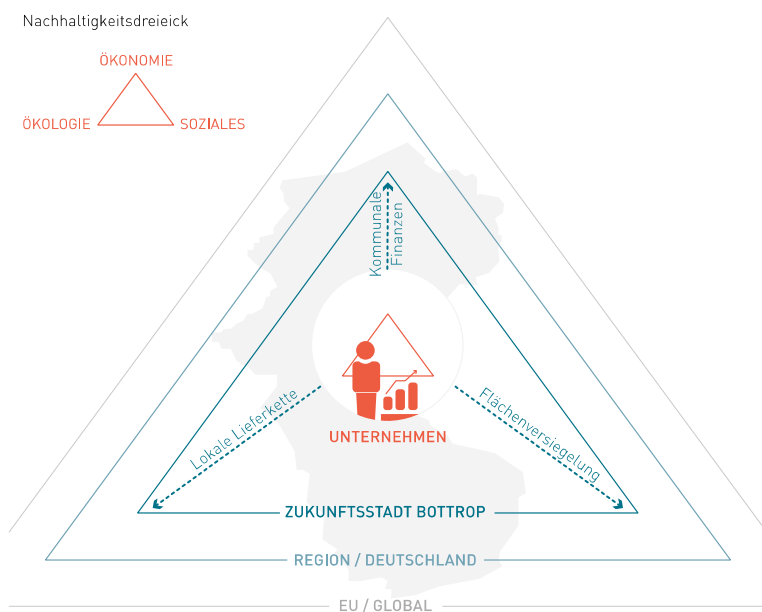 Nachhaltigkeitsdreieick
ÖKONOMIE
ÖKOLOGIE
SOZIALES
Kommunale
Finanzen
Lokale Lieferkette
Flächenversiegelung
UNTERNEHMEN
ZUKUNFTSSTADT BOTTROP
REGION / DEUTSCHLAND
EU / GLOBAL